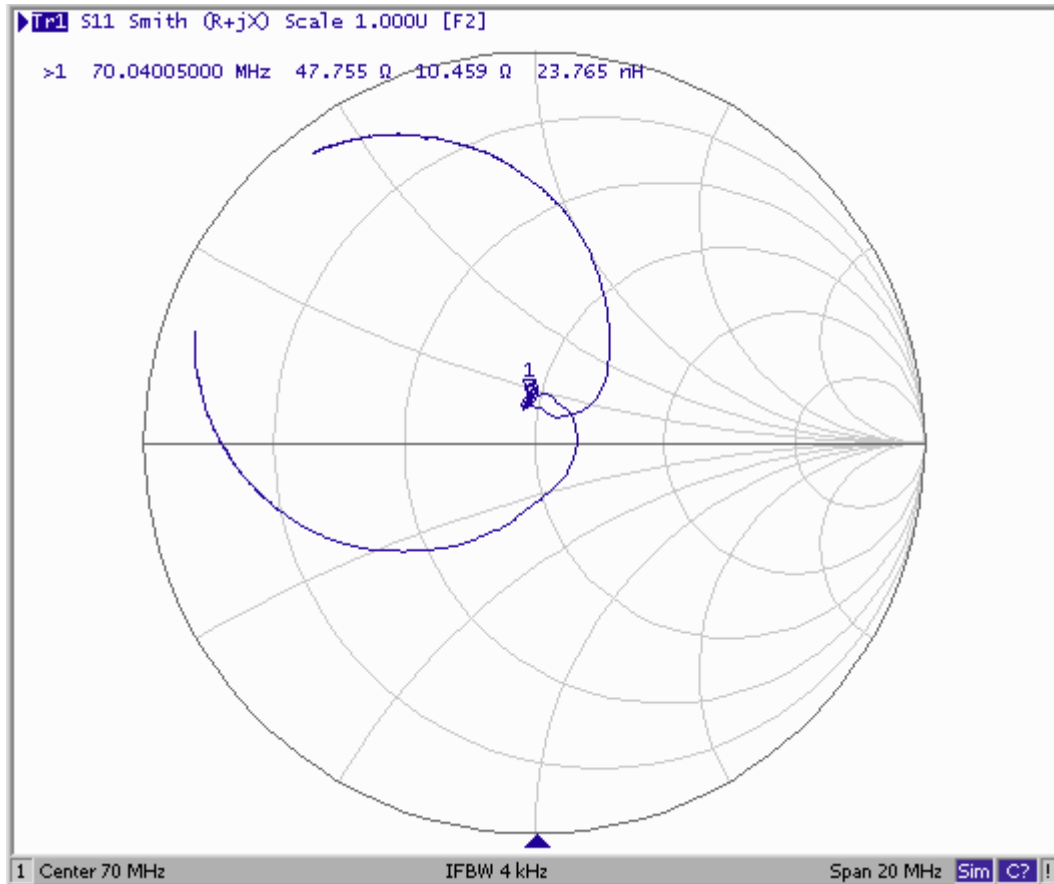 Tr1 S11 Smith (R+jX) Scale 1.000U [F2]
>1 70.04005000 MHz 47.755 Ω 10.459 Ω 23.765 nH
1
1 Center 70 MHz IFBW 4 kHz Span 20 MHz Sim C? !